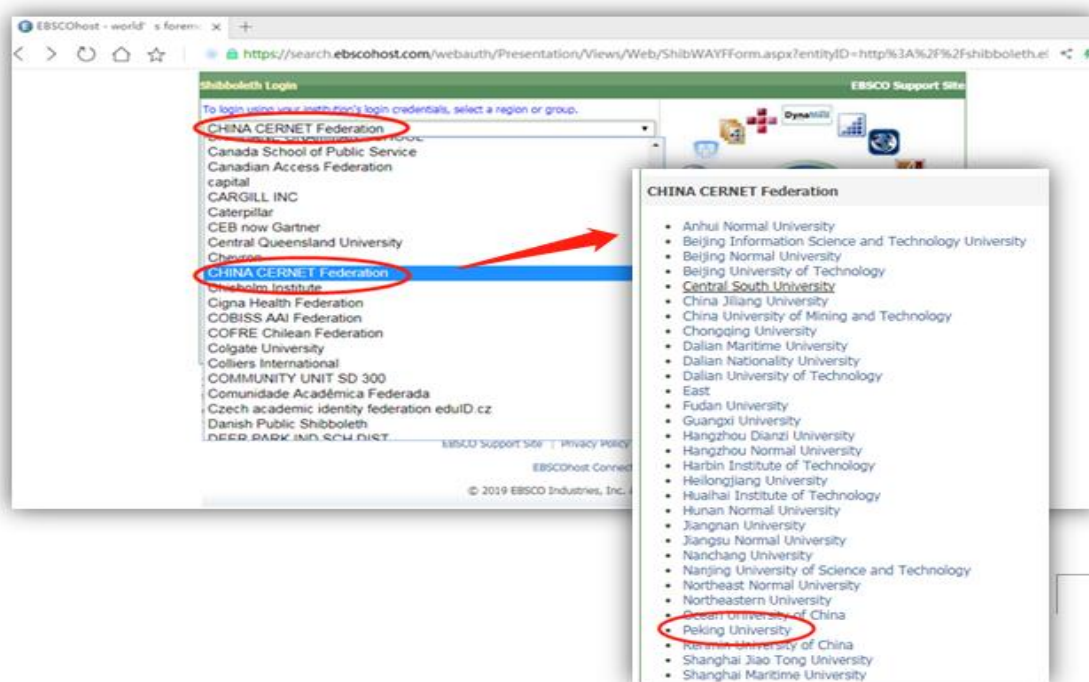 EBSCOhost - world' s forem
https://search.ebscohost.com/webauth/Presentation/Views/Web/ShibWAYFForm.aspx?entityID=http%3A%2F%2Fshibboleth.el
Shibboleth Login
EBSCO Support Site
To login using your institution's login credentials, select a region or group.
CHINA CERNET Federation
Canada School of Public Service
Canadian Access Federation
capital
CARGILL INC
Caterpillar
CEB now Gartner
Central Queensland University
Chevron
CHINA CERNET Federation
Chisholm Institute
Cigna Health Federation
COBISS AAI Federation
COFRE Chilean Federation
Colgate University
Colliers International
COMMUNITY UNIT SD 300
Comunidade Acadêmica Federada
Czech academic identity federation eduID.cz
Danish Public Shibboleth
DEER PARK IND SCH DIST
EBSCO Support Site | Privacy Policy
EBSCOhost Connect
© 2019 EBSCO Industries, Inc.
CHINA CERNET Federation
Anhui Normal University
Beijing Information Science and Technology University
Beijing Normal University
Beijing University of Technology
Central South University
China Jiliang University
China University of Mining and Technology
Chongqing University
Dalian Maritime University
Dalian Nationality University
Dalian University of Technology
East
Fudan University
Guangxi University
Hangzhou Dianzi University
Hangzhou Normal University
Harbin Institute of Technology
Heilongjiang University
Huaihai Institute of Technology
Hunan Normal University
Jiangnan University
Jiangsu Normal University
Nanchang University
Nanjing University of Science and Technology
Northeast Normal University
Northeastern University
Ocean University of China
Peking University
Renmin University of China
Shanghai Jiao Tong University
Shanghai Maritime University